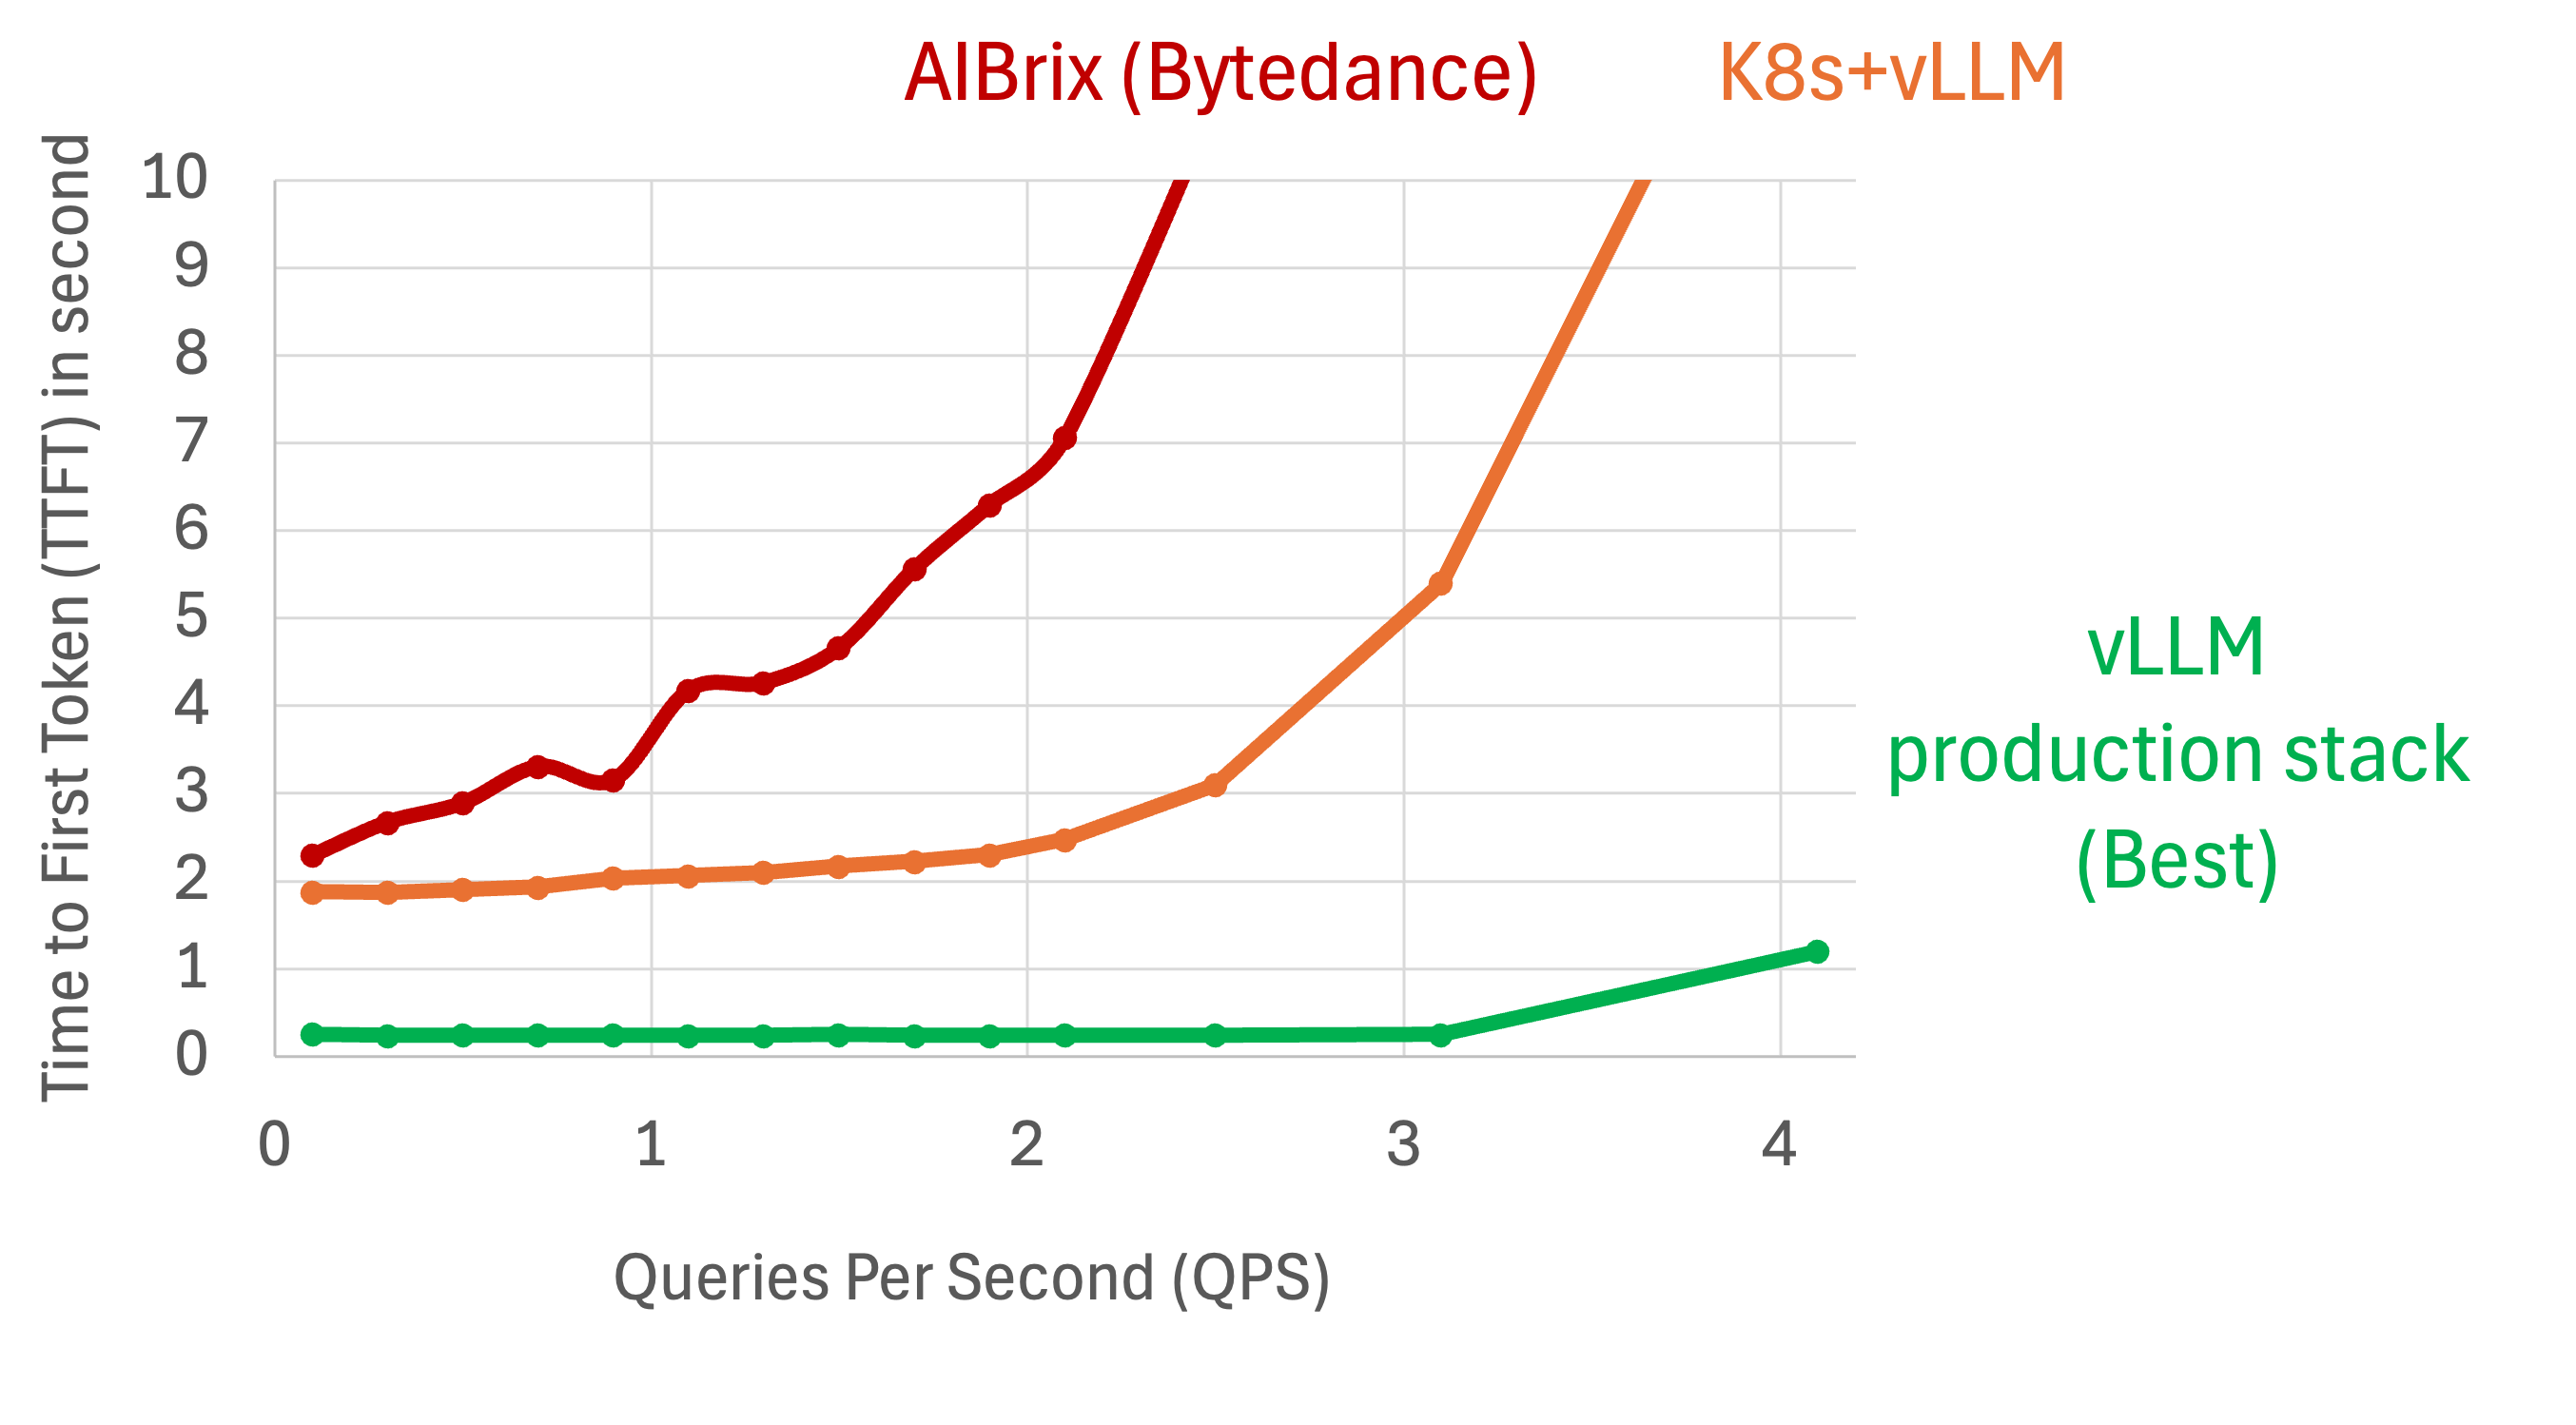 AIBrix (Bytedance)
K8s+vLLM
Time to First Token (TTFT) in second
10
9
8
7
6
5
4
3
2
1
0
vLLM
production stack
(Best)
0
1
2
3
4
Queries Per Second (QPS)